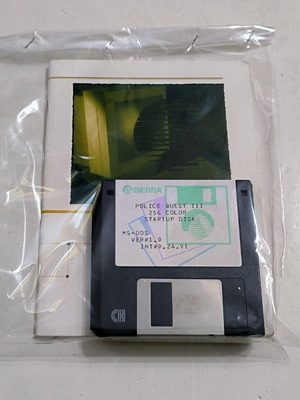 SIERRA
POLICE QUEST III
256 COLOR
STARTUP DISK
MS-DOS
VER#1.0
INT#9.24.91
CH